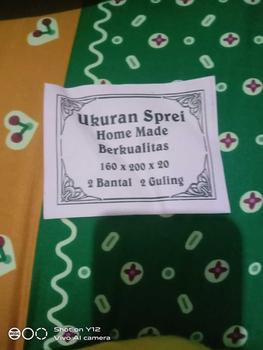 Ukuran Sprei
Home Made
Berkualitas
160 x 200 x 20
2 Bantal 2 Guling
Shot on Y12
Vivo AI camera